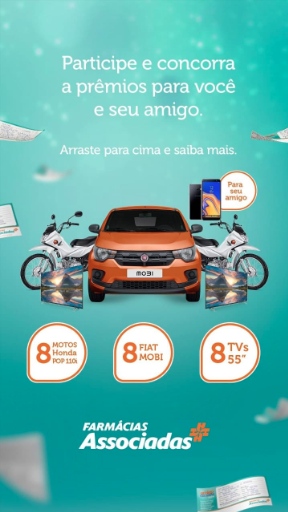 Participe e concorra
a prêmios para você
e seu amigo.
Arraste para cima e saiba mais.
Para
seu
amigo
MOBI
8 MOTOS
Honda
POP 110i
8 FIAT
MOBI
8 TVs
55"
FARMÁCIAS
Associadas